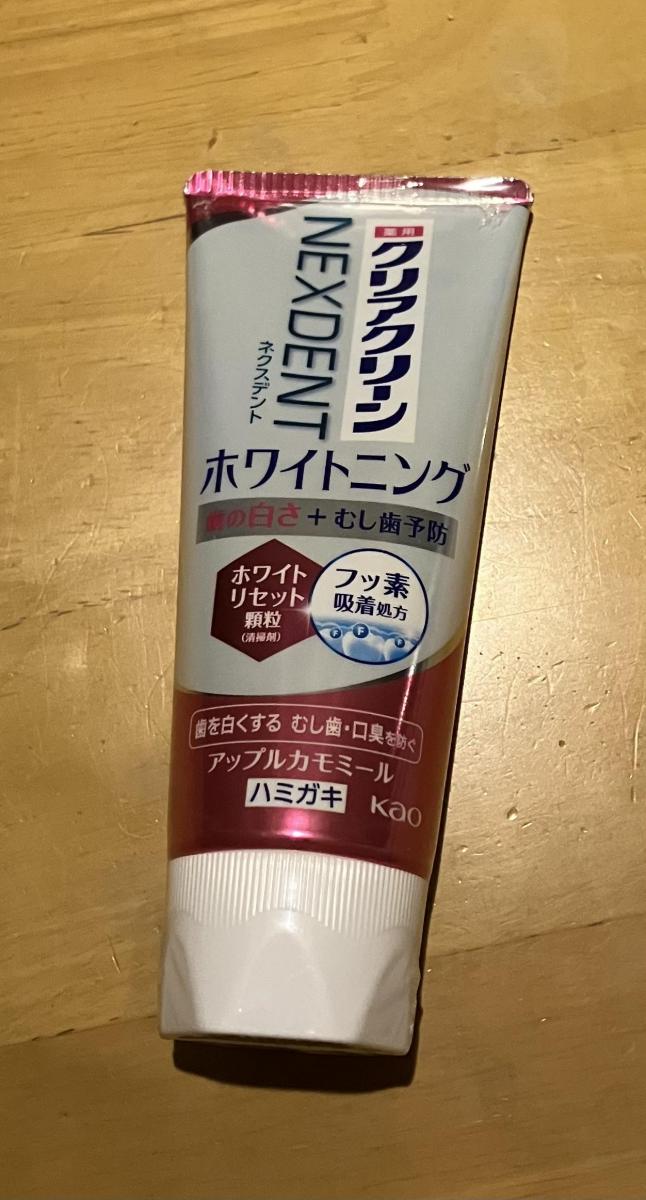 薬用
クリアクリーン
NEXDENT
ネクスデント
ホワイトニング
歯の白さ + むし歯予防
ホワイト
リセット
顆粒
(清掃剤)
フッ素
吸着処方
F F F
歯を白くする むし歯・口臭を防ぐ
アップルカモミール
ハミガキ
Kao